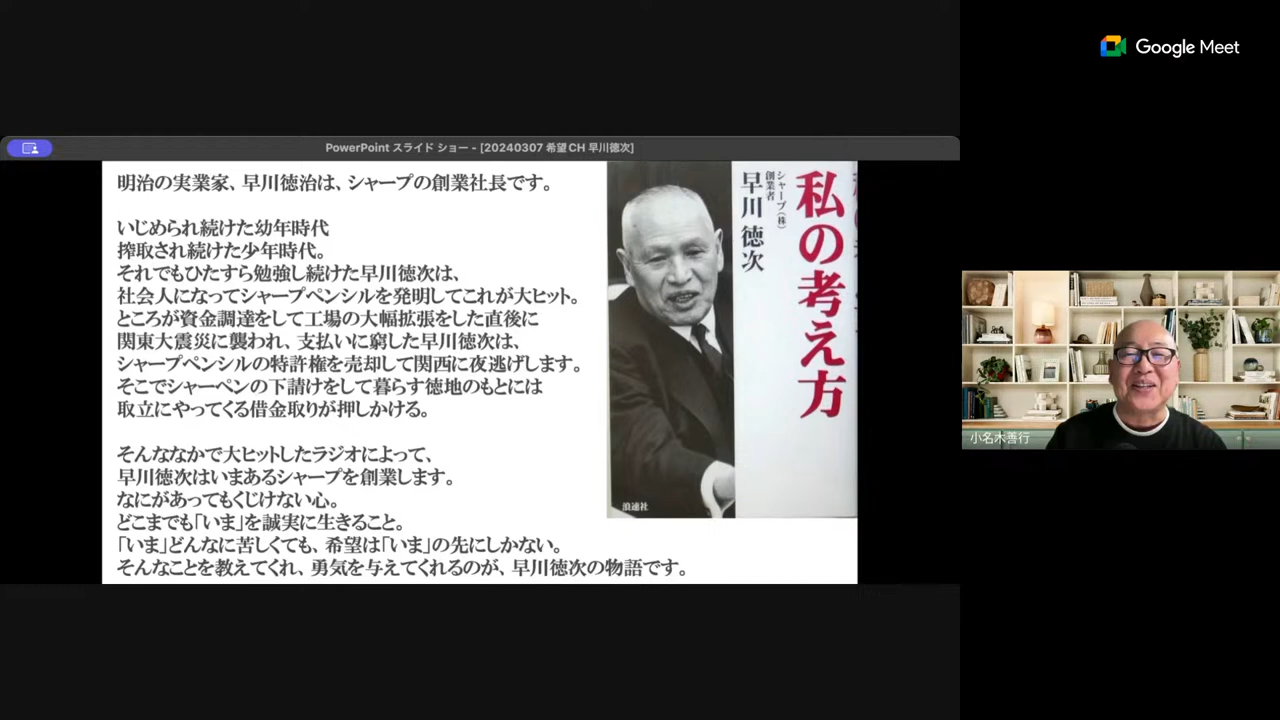 Google Meet
PowerPoint スライド ショー - [20240307 希望CH 早川徳次]
明治の実業家、早川徳治は、シャープの創業社長です。
いじめられ続けた幼年時代
搾取され続けた少年時代。
それでもひたすら勉強し続けた早川徳次は、
社会人になってシャープペンシルを発明してこれが大ヒット。
ところが資金調達をして工場の大幅拡張をした直後に
関東大震災に襲われ、支払いに窮した早川徳次は、
シャープペンシルの特許権を売却して関西に夜逃げします。
そこでシャーペンの下請けをして暮らす徳地のもとには
取立にやってくる借金取りが押しかける。
そんななかで大ヒットしたラジオによって、
早川徳次はいまあるシャープを創業します。
なにがあってもくじけない心。
どこまでも「いま」を誠実に生きること。
「いま」どんなに苦しくても、希望は「いま」の先にしかない。
そんなことを教えてくれ、勇気を与えてくれるのが、早川徳次の物語です。
私の考え方
シャープ(株)
創業者
早川徳次
浪速社
小名木善行